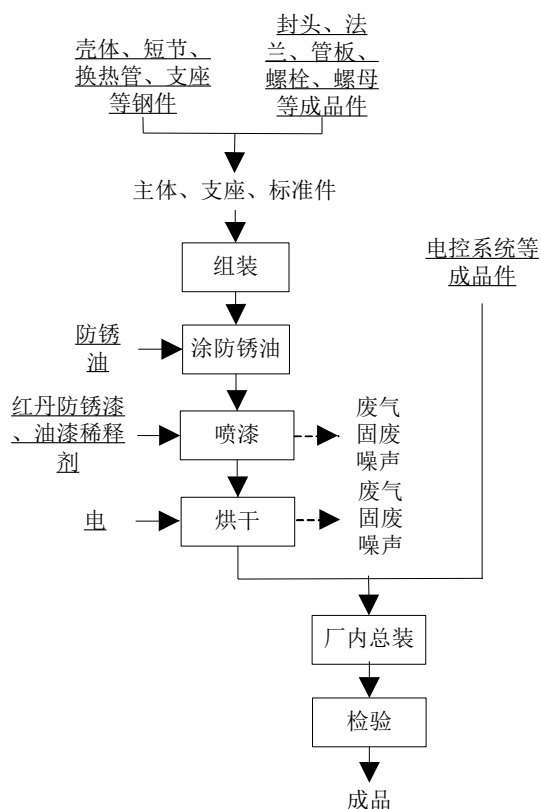 壳体、短节、
换热管、支座
等钢件
封头、法
兰、管板、
螺栓、螺母
等成品件
主体、支座、标准件
组装
电控系统等
成品件
防锈
油
涂防锈油
红丹防锈漆
、油漆稀释
剂
喷漆
废气
固废
噪声
电
烘干
废气
固废
噪声
厂内总装
检验
成品